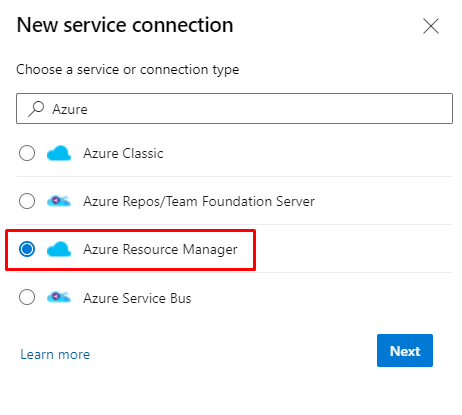 New service connection
Choose a service or connection type
Azure
Azure Classic
Azure Repos/Team Foundation Server
Azure Resource Manager
Azure Service Bus
Learn more
Next